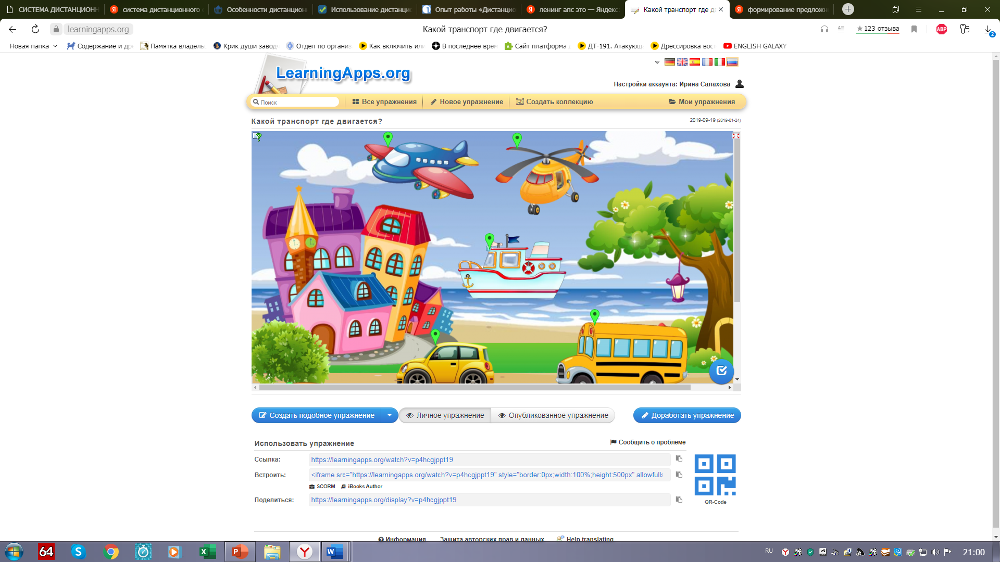 СИСТЕМА ДИСТАНЦИОНН
система дистанционного
Особенности дистанцион
Использование дистанци
Опыт работы «Дистанцио
ленинг апс это — Яндекс
Какой транспорт где д
формирование предложн
learningapps.org
Какой транспорт где двигается?
123 отзыва
ABP
2
Новая папка
Содержание и др
Памятка владель
Крик души завод
Отдел по организ
Как включить или
В последнее врем
Сайт платформа
ДТ-191. Атакующ
Дрессировка вост
ENGLISH GALAXY
LearningApps.org
Настройки аккаунта: Ирина Салахова
Поиск
Все упражнения
Новое упражнение
Создать коллекцию
Мои упражнения
Какой транспорт где двигается?
2019-09-19 (2019-01-24)
Создать подобное упражнение
Личное упражнение
Опубликованное упражнение
Доработать упражнение
Использовать упражнение
Сообщить о проблеме
Ссылка:
https://learningapps.org/watch?v=p4hcgjppt19
Встроить:
<iframe src="https://learningapps.org/watch?v=p4hcgjppt19" style="border:0px;width:100%;height:500px" allowfulls
SCORM
iBooks Author
Поделиться:
https://learningapps.org/display?v=p4hcgjppt19
QR-Code
Информация
Защита авторских прав и данных
Help translating
64
RU
21:00